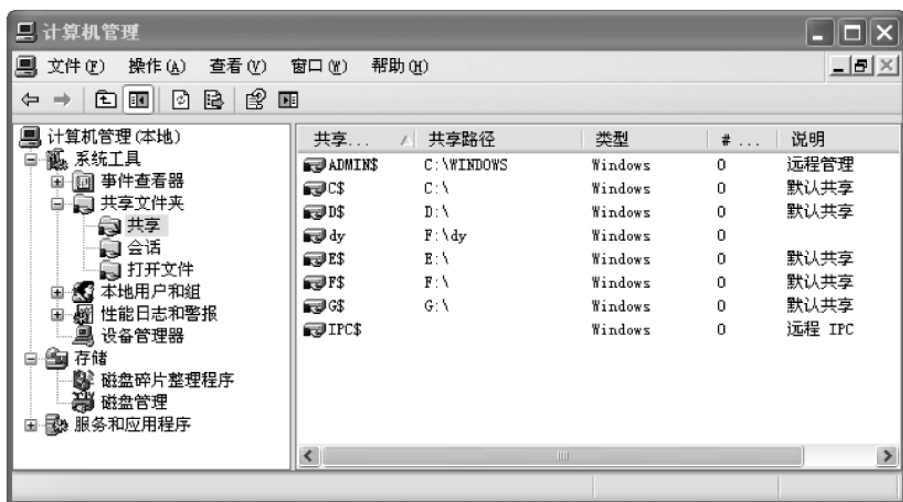 计算机管理
文件(F) 操作(A) 查看(V) 窗口(W) 帮助(H)
计算机管理(本地)
系统工具
事件查看器
共享文件夹
共享
会话
打开文件
本地用户和组
性能日志和警报
设备管理器
存储
磁盘碎片整理程序
磁盘管理
服务和应用程序
共享... 共享路径 类型 # ... 说明
ADMIN$ C:\WINDOWS Windows 0 远程管理
C$ C:\ Windows 0 默认共享
D$ D:\ Windows 0 默认共享
dy F:\dy Windows 0
E$ E:\ Windows 0 默认共享
F$ F:\ Windows 0 默认共享
G$ G:\ Windows 0 默认共享
IPC$ Windows 0 远程 IPC